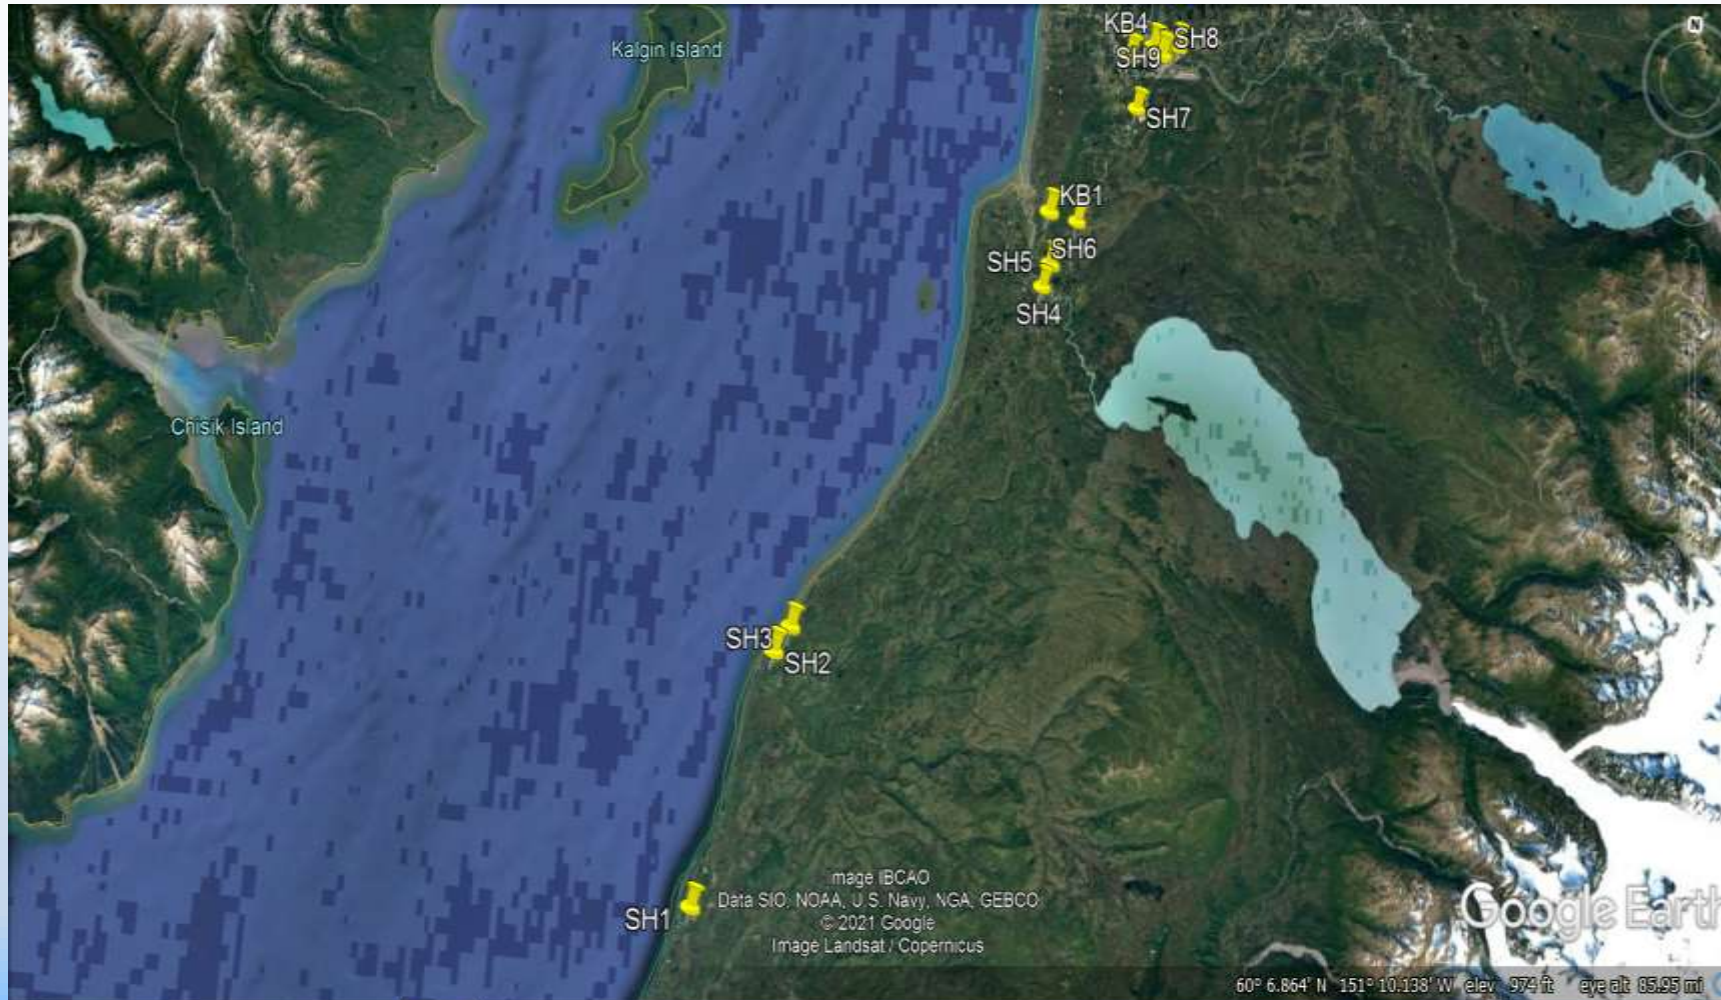 Kalgin Island
KB4
SH8
SH9
SH7
KB1
SH6
SH5
SH4
Chisik Island
SH3
SH2
SH1
mage IBCAO
Data SIO, NOAA, U.S. Navy, NGA, GEBCO
© 2021 Google
Image Landsat / Copernicus
Google Earth
N
60° 6.864' N 151° 10.138' W elev 974 ft eye alt 85.95 mi